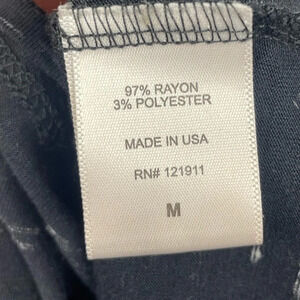 97% RAYON
3% POLYESTER
MADE IN USA
RN# 121911
M